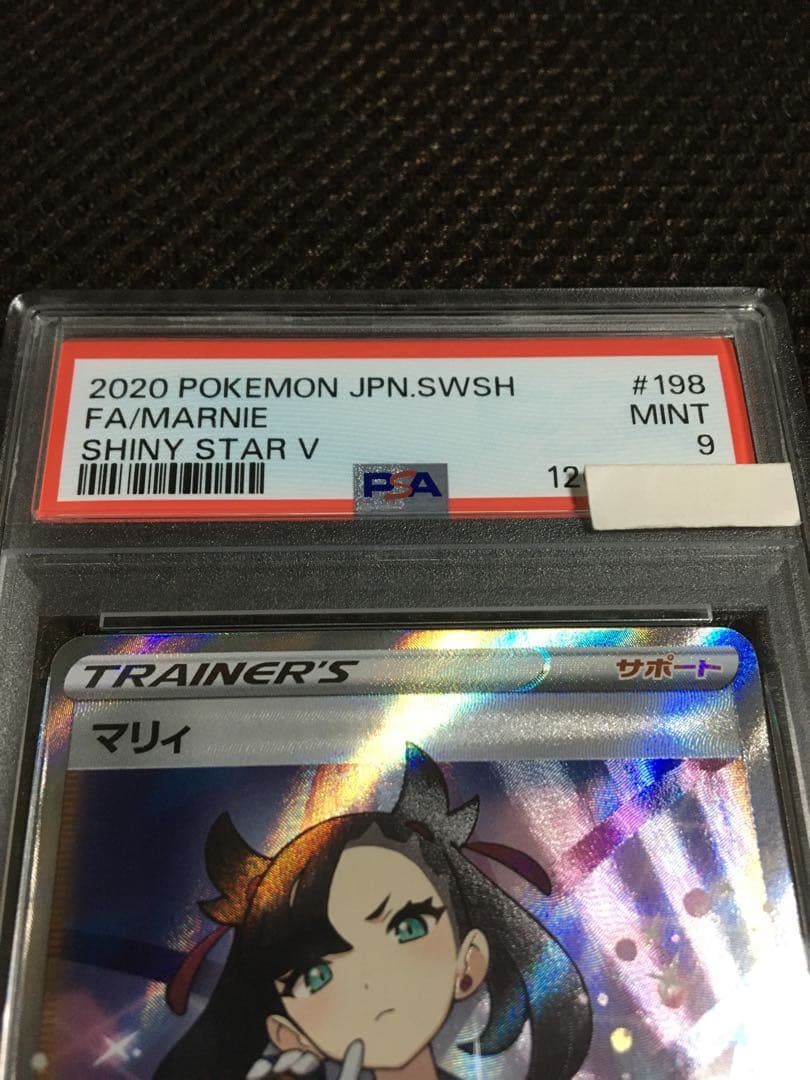 2020 POKEMON JPN.SWSH #198
FA/MARNIE MINT
SHINY STAR V 9
PSA 12
TRAINER'S サポート
マリィ